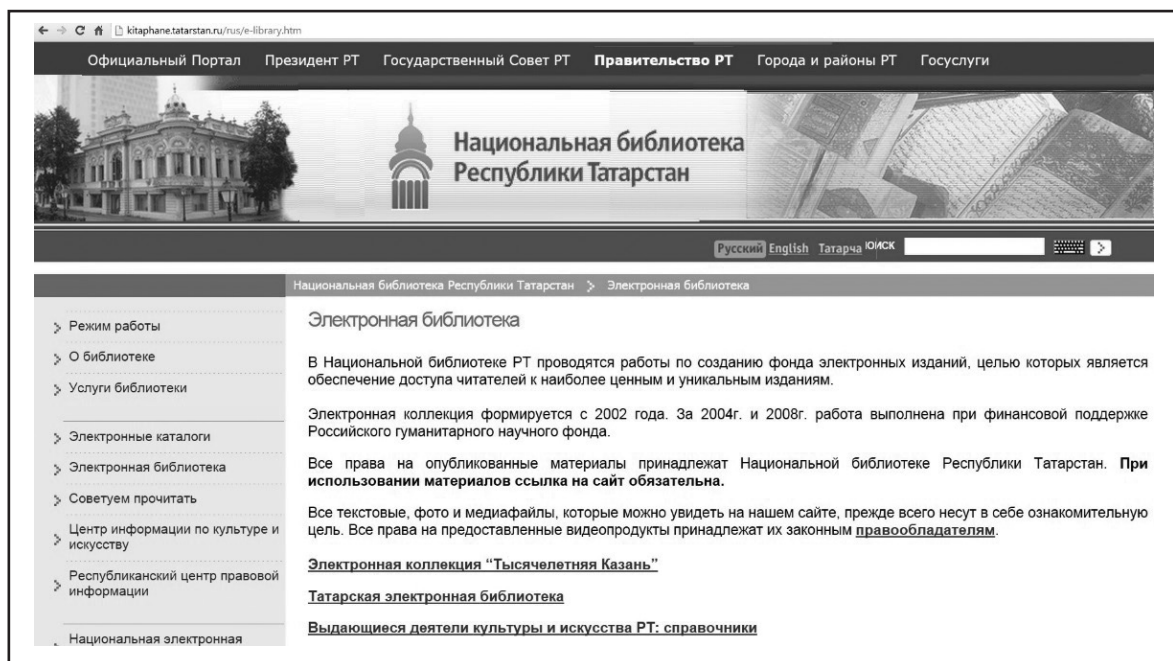 kitaphane.tatarstan.ru/rus/e-library.htm
Официальный Портал Президент РТ Государственный Совет РТ Правительство РТ Города и районы РТ Госуслуги
Национальная библиотека
Республики Татарстан
Русский English Татарча ЮИСК
Национальная библиотека Республики Татарстан > Электронная библиотека
Режим работы
О библиотеке
Услуги библиотеки
Электронные каталоги
Электронная библиотека
Советуем прочитать
Центр информации по культуре и
искусству
Республиканский центр правовой
информации
Национальная электронная
Электронная библиотека
В Национальной библиотеке РТ проводятся работы по созданию фонда электронных изданий, целью которых является
обеспечение доступа читателей к наиболее ценным и уникальным изданиям.
Электронная коллекция формируется с 2002 года. За 2004г. и 2008г. работа выполнена при финансовой поддержке
Российского гуманитарного научного фонда.
Все права на опубликованные материалы принадлежат Национальной библиотеке Республики Татарстан. При
использовании материалов ссылка на сайт обязательна.
Все текстовые, фото и медиафайлы, которые можно увидеть на нашем сайте, прежде всего несут в себе ознакомительную
цель. Все права на предоставленные видеопродукты принадлежат их законным правообладателям.
Электронная коллекция “Тысячелетняя Казань”
Татарская электронная библиотека
Выдающиеся деятели культуры и искусства РТ: справочники